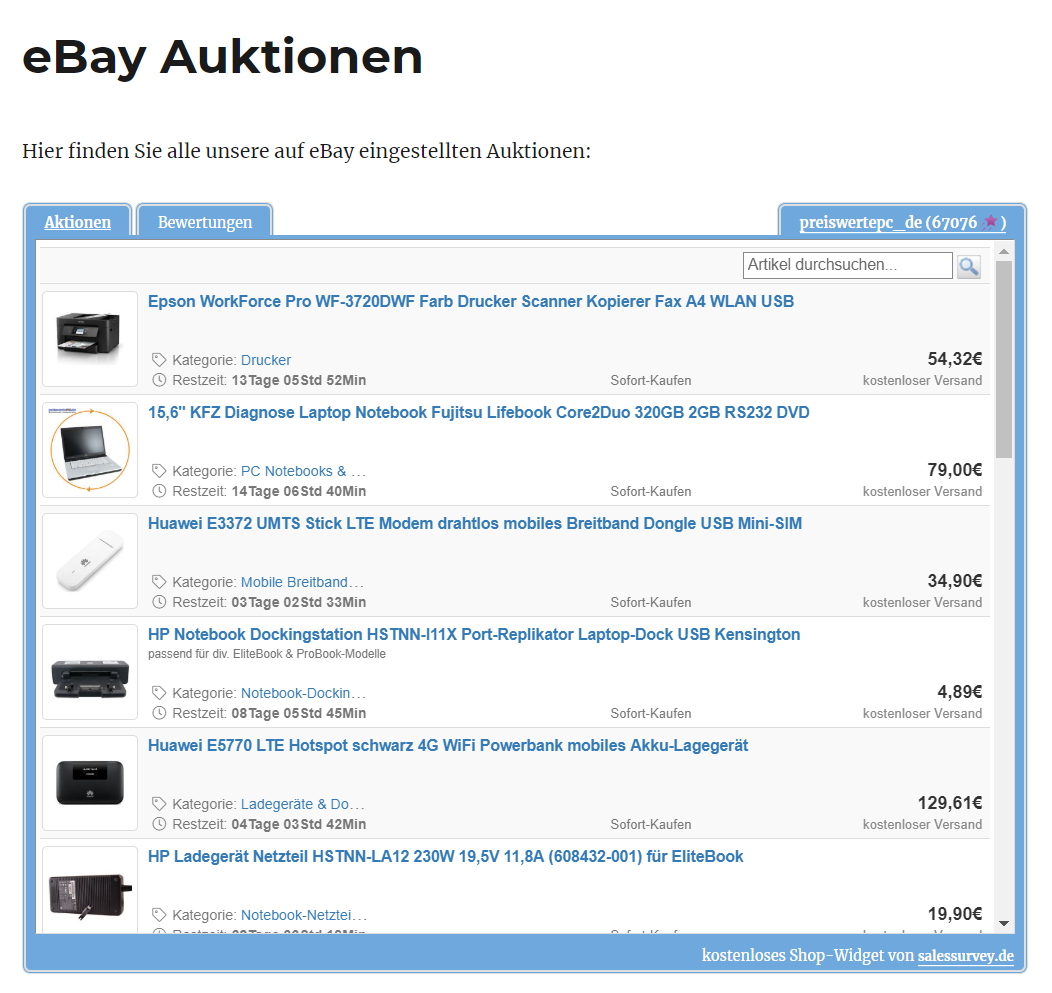 eBay Auktionen
Hier finden Sie alle unsere auf eBay eingestellten Auktionen:
Aktionen Bewertungen preiswertepc_de (67076 )
Artikel durchsuchen...
Epson WorkForce Pro WF-3720DWF Farb Drucker Scanner Kopierer Fax A4 WLAN USB
Kategorie: Drucker 54,32€
Restzeit: 13Tage 05Std 52Min Sofort-Kaufen kostenloser Versand
15,6" KFZ Diagnose Laptop Notebook Fujitsu Lifebook Core2Duo 320GB 2GB RS232 DVD
Kategorie: PC Notebooks & ... 79,00€
Restzeit: 14Tage 06Std 40Min Sofort-Kaufen kostenloser Versand
Huawei E3372 UMTS Stick LTE Modem drahtlos mobiles Breitband Dongle USB Mini-SIM
Kategorie: Mobile Breitband... 34,90€
Restzeit: 03Tage 02Std 33Min Sofort-Kaufen kostenloser Versand
HP Notebook Dockingstation HSTNN-I11X Port-Replikator Laptop-Dock USB Kensington
passend für div. EliteBook & ProBook-Modelle
Kategorie: Notebook-Dockin... 4,89€
Restzeit: 08Tage 05Std 45Min Sofort-Kaufen kostenloser Versand
Huawei E5770 LTE Hotspot schwarz 4G WiFi Powerbank mobiles Akku-Lagegerät
Kategorie: Ladegeräte & Do... 129,61€
Restzeit: 04Tage 03Std 42Min Sofort-Kaufen kostenloser Versand
HP Ladegerät Netzteil HSTNN-LA12 230W 19,5V 11,8A (608432-001) für EliteBook
Kategorie: Notebook-Netztei... 19,90€
kostenloses Shop-Widget von salessurvey.de